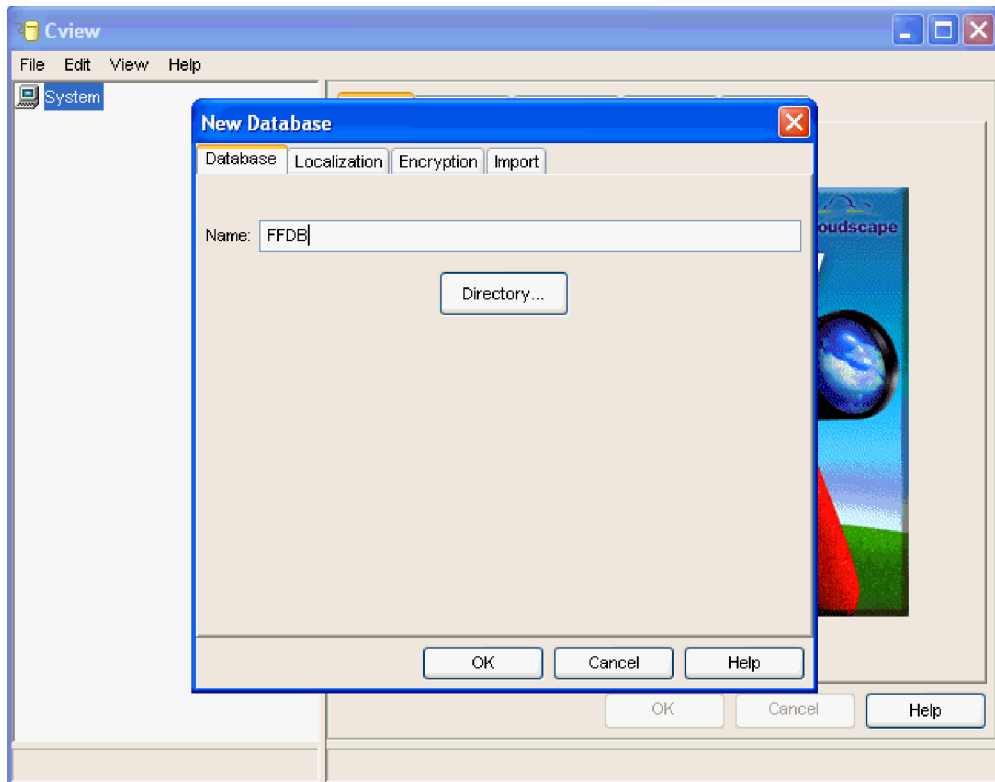 Cview
File Edit View Help
System
New Database
Database Localization Encryption Import
oudscape
Name: FFDB
Directory...
OK Cancel Help
OK Cancel Help